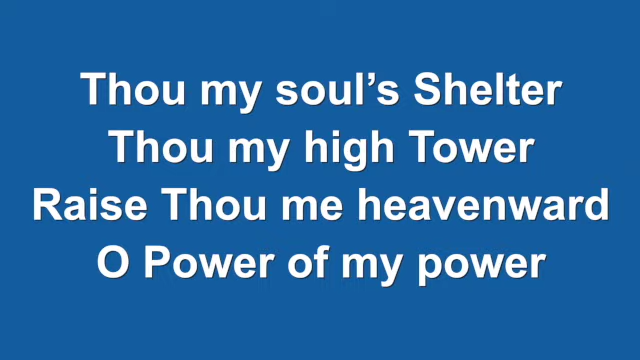 Thou my soul’s Shelter
Thou my high Tower
Raise Thou me heavenward
O Power of my power